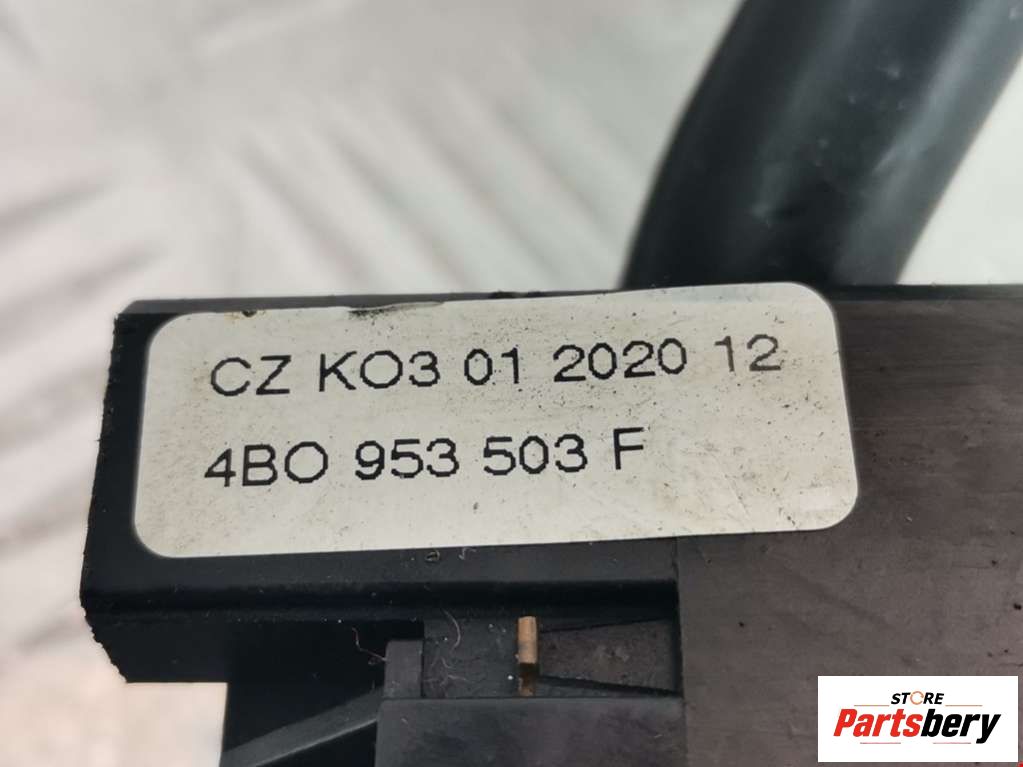 CZ KO3 01 2020 12
4BO 953 503 F
STORE
Partsbery